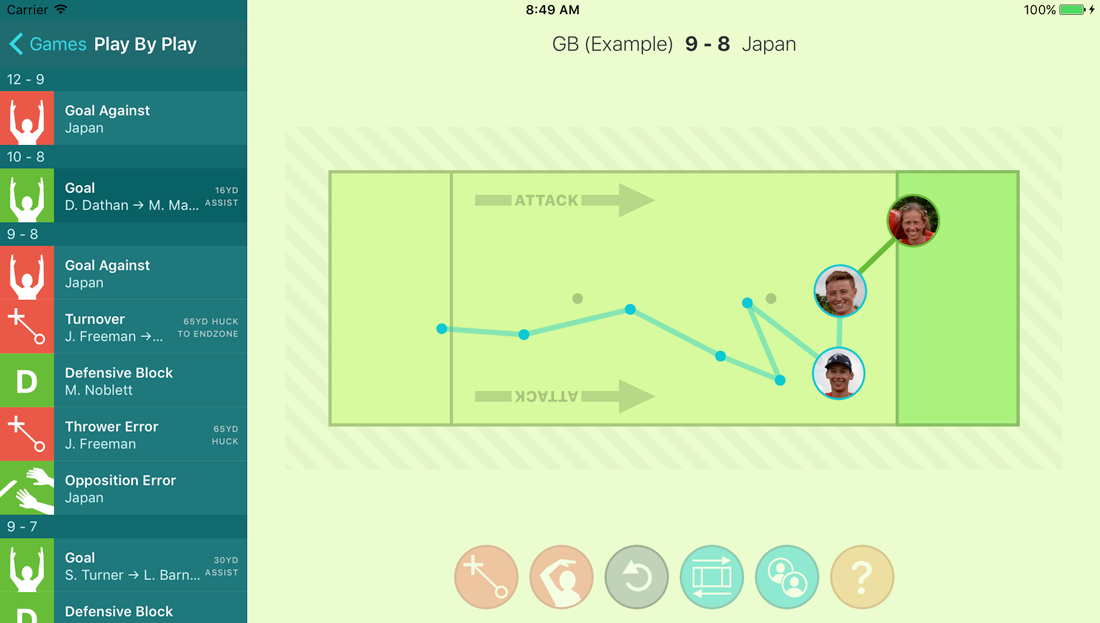 Carrier
8:49 AM
100%
Games Play By Play
GB (Example) 9 - 8 Japan
12 - 9
Goal Against
Japan
10 - 8
Goal
D. Dathan → M. Ma...
16YD
ASSIST
9 - 8
Goal Against
Japan
Turnover
J. Freeman →...
65YD HUCK
TO ENDZONE
D
Defensive Block
M. Noblett
Thrower Error
J. Freeman
65YD
HUCK
Opposition Error
Japan
9 - 7
Goal
S. Turner → L. Barn...
30YD
ASSIST
D
Defensive Block
ATTACK
ATTACK
?